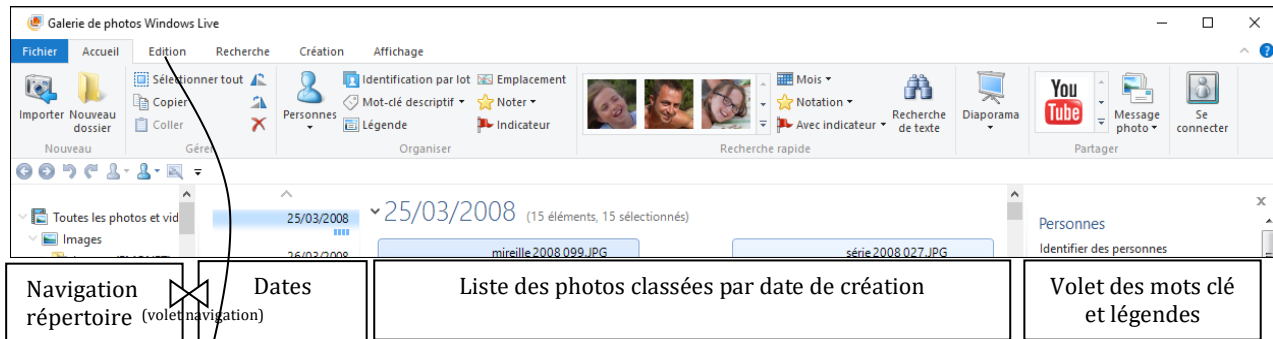 Galerie de photos Windows Live
Fichier Accueil Edition Recherche Création Affichage
Importer Nouveau dossier
Sélectionner tout
Copier
Coller
Personnes
Identification par lot
Mot-clé descriptif
Légende
Emplacement
Noter
Indicateur
Mois
Notation
Avec indicateur
Recherche de texte
Diaporama
You Tube
Message photo
Se connecter
Nouveau Gérer Organiser Recherche rapide Partager
Toutes les photos et vid
Images
25/03/2008
26/03/2008
25/03/2008 (15 éléments, 15 sélectionnés)
mireille 2008 099.JPG
série 2008 027.JPG
Personnes
Identifier des personnes
Navigation
répertoire (volet navigation)
Dates
Liste des photos classées par date de création
Volet des mots clé
et légendes